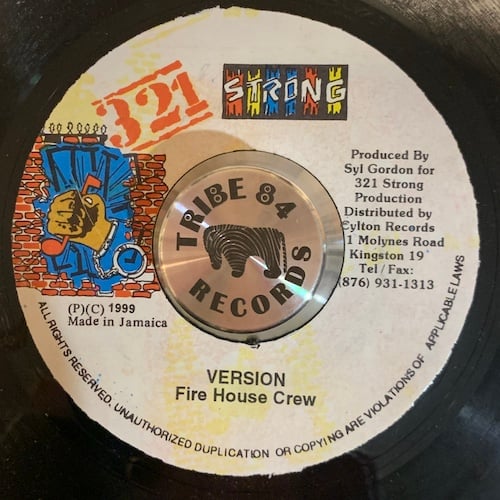 321
STRONG
Produced By
Syl Gordon for
321 Strong
Production
Distributed by
Cylton Records
1 Molynes Road
Kingston 19
Tel / Fax:
(876) 931-1313
TRIBE 84
RECORDS
(P)(C) 1999
Made in Jamaica
VERSION
Fire House Crew
ALL RIGHTS RESERVED. UNAUTHORIZED DUPLICATION OR COPYING ARE VIOLATIONS OF APPLICABLE LAWS